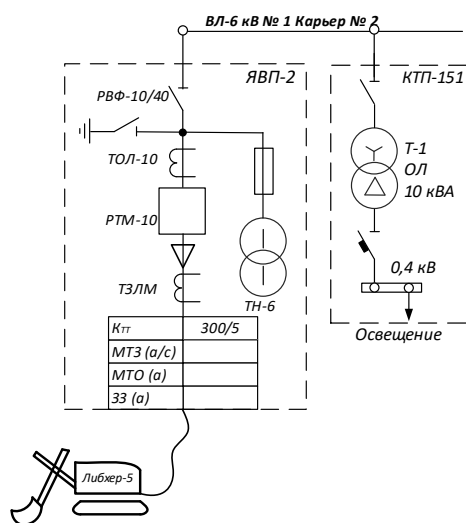 ВЛ-6 кВ № 1 Карьер № 2
ЯВП-2
КТП-151
РВФ-10/40
ТОЛ-10
Т-1
ОЛ
10 кВА
РТМ-10
ТЗЛМ
ТН-6
0,4 кВ
Освещение
Ктт 300/5
МТЗ (а/с)
МТО (а)
ЗЗ (а)
Либхер-5